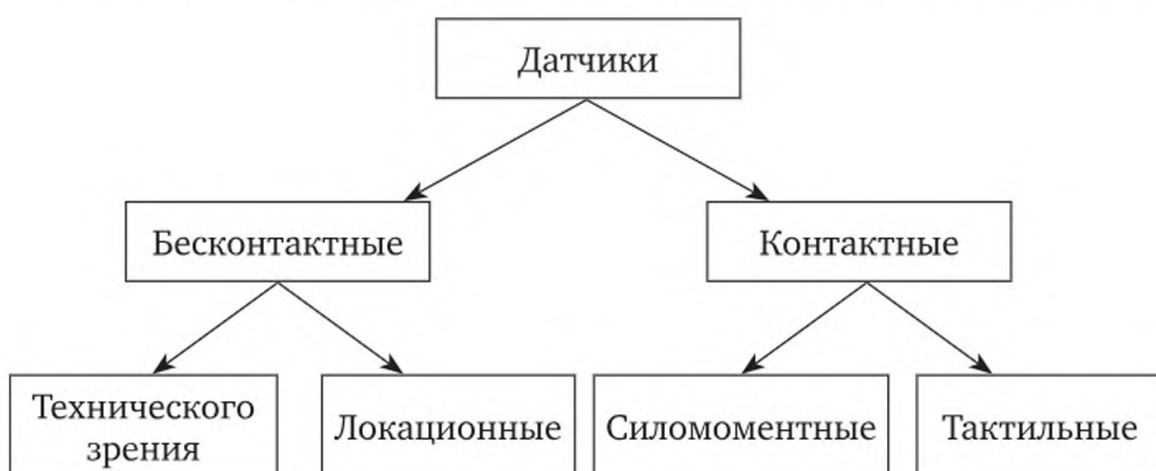 Датчики
Бесконтактные
Контактные
Технического
зрения
Локационные
Силомоментные
Тактильные